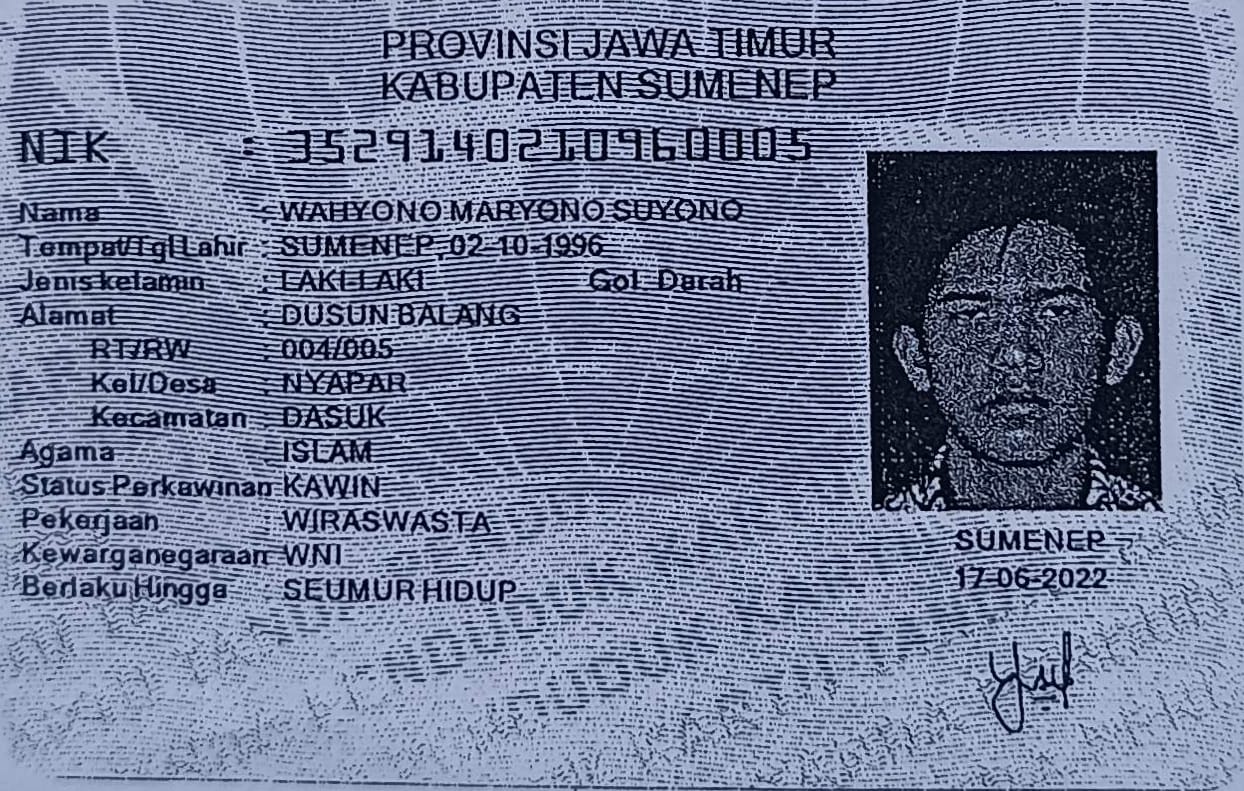 PROVINSI JAWA TIMUR
KABUPATEN SUMENEP
NIK : 3529140210960005
Nama : WAHYONO MARYONO SUYONO
Tempat/Tgl Lahir : SUMENEP, 02-10-1996
Jenis kelamin : LAKI-LAKI Gol. Darah
Alamat : DUSUN BALANG
RT/RW : 004/005
Kel/Desa : NYAPAR
Kecamatan : DASUK
Agama : ISLAM
Status Perkawinan : KAWIN
Pekerjaan : WIRASWASTA
Kewarganegaraan : WNI
Berlaku Hingga : SEUMUR HIDUP
SUMENEP
17-06-2022